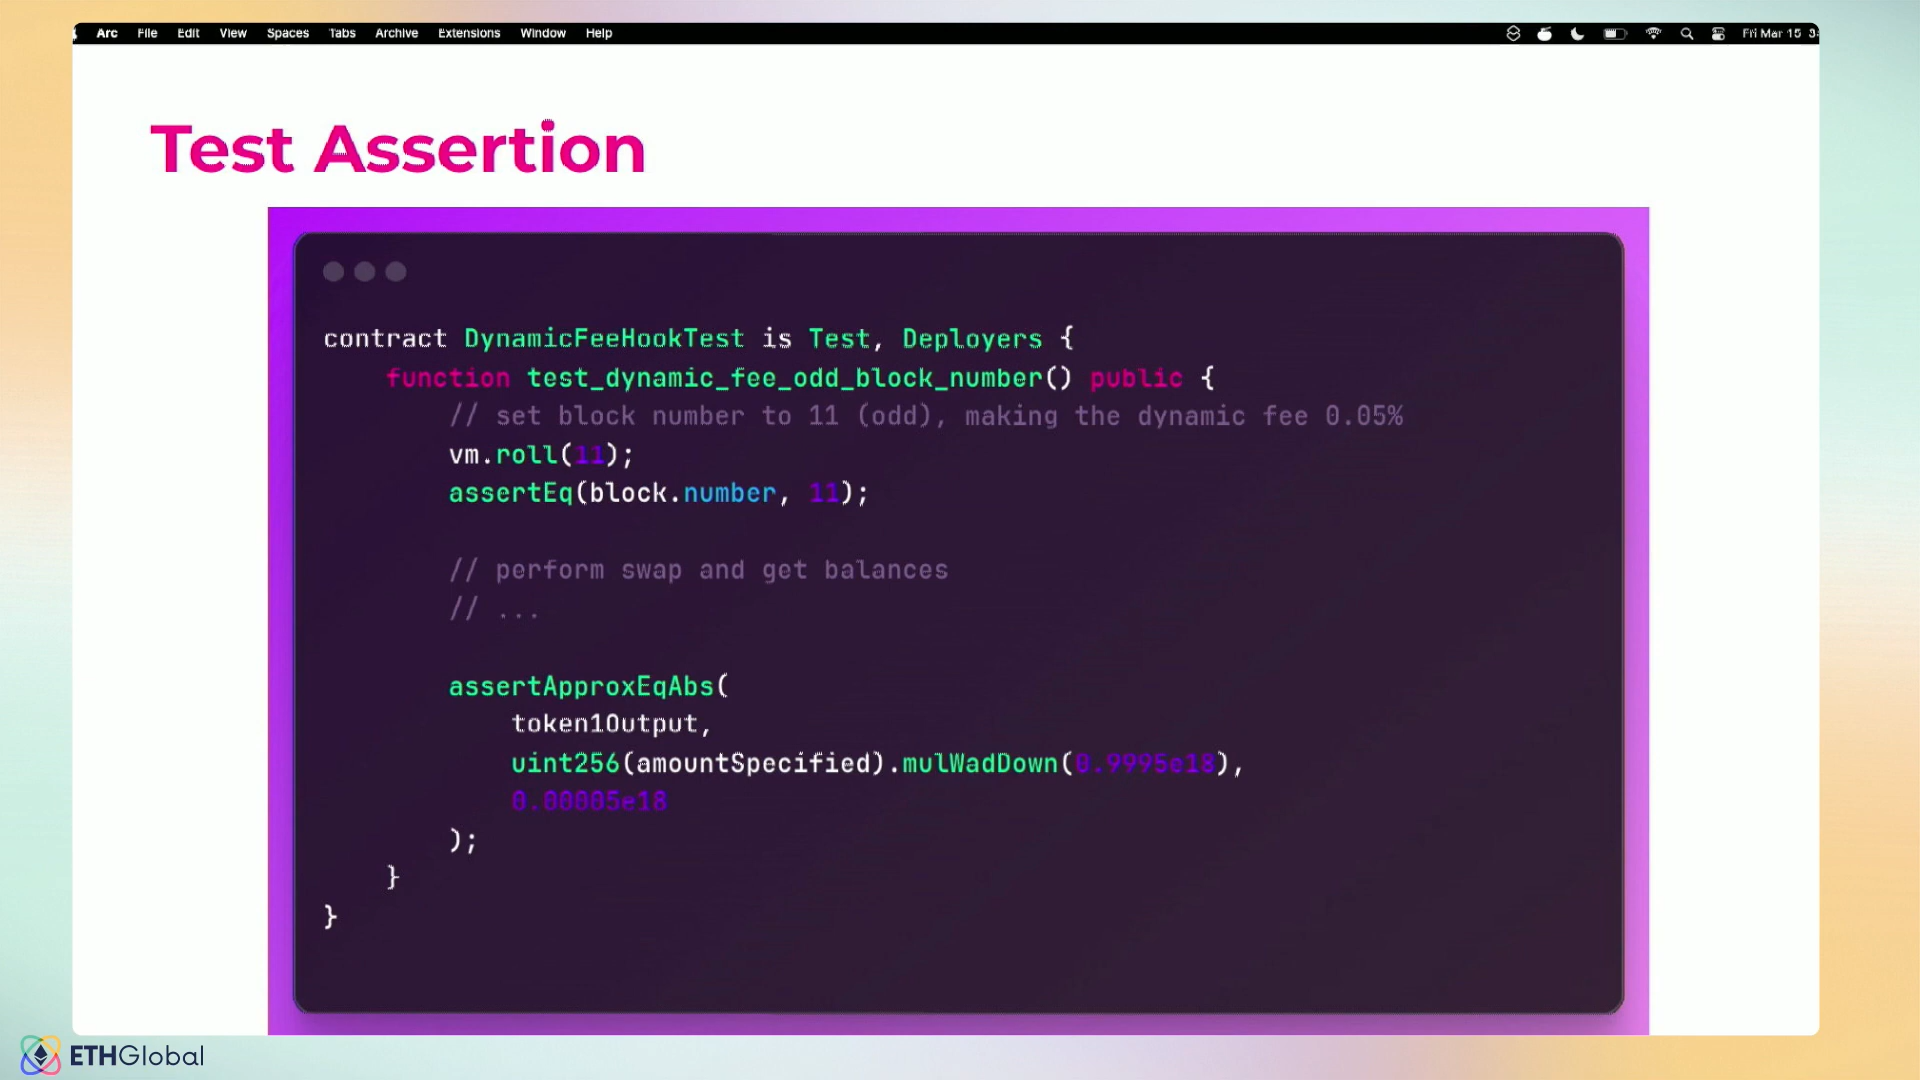 Arc File Edit View Spaces Tabs Archive Extensions Window Help Fri Mar 15
Test Assertion
contract DynamicFeeHookTest is Test, Deployers {
function test_dynamic_fee_odd_block_number() public {
// set block number to 11 (odd), making the dynamic fee 0.05%
vm.roll(11);
assertEq(block.number, 11);
// perform swap and get balances
// ...
assertApproxEqAbs(
token1Output,
uint256(amountSpecified).mulWadDown(0.9995e18),
0.00005e18
);
}
}
ETHGlobal